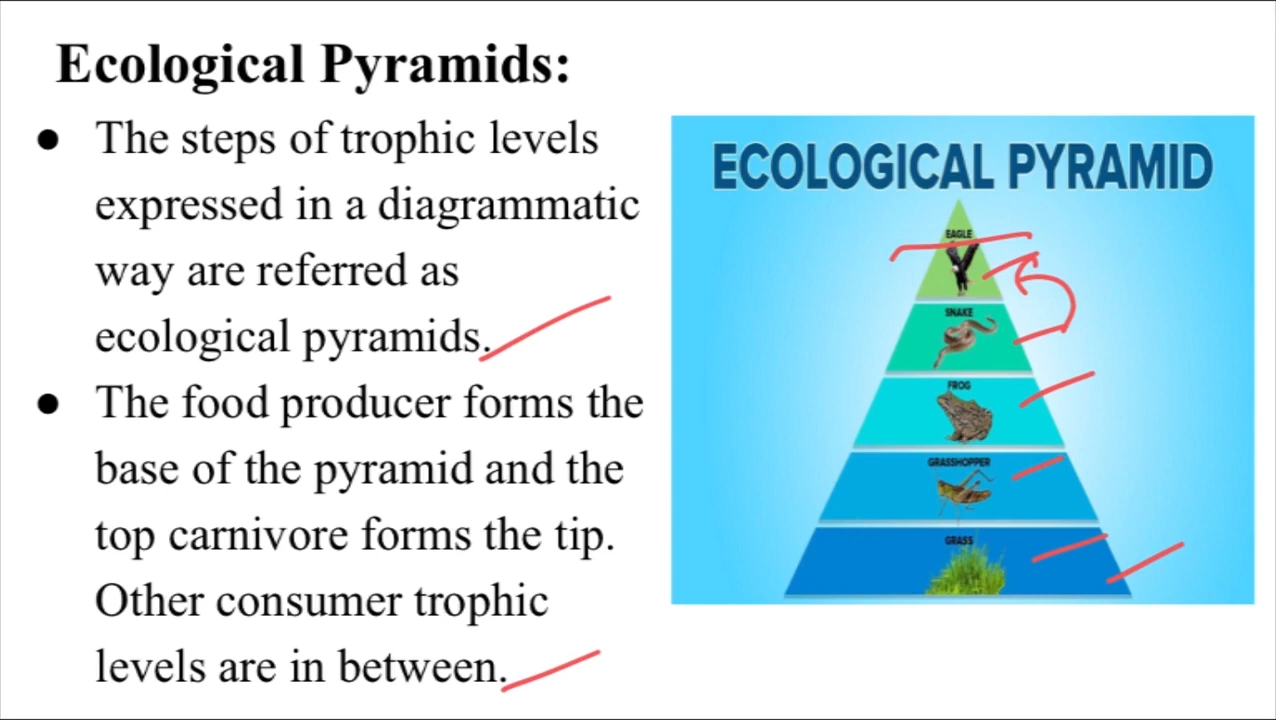 Ecological Pyramids:
● The steps of trophic levels
expressed in a diagrammatic
way are referred as
ecological pyramids.
● The food producer forms the
base of the pyramid and the
top carnivore forms the tip.
Other consumer trophic
levels are in between.
ECOLOGICAL PYRAMID
EAGLE
SNAKE
FROG
GRASSHOPPER
GRASS